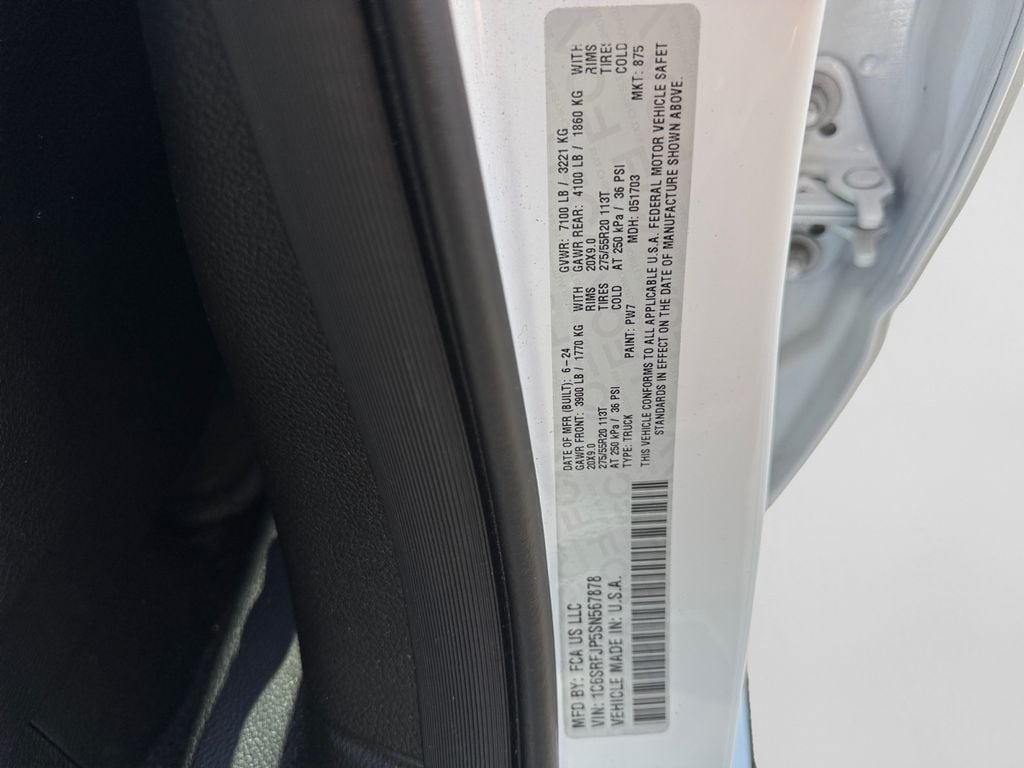 MFD BY: FCA US LLC
VIN: 1C6SRFJP5SN567878
VEHICLE MADE IN: U.S.A.
DATE OF MFR (BUILT): 6-24 GVWR: 7100 LB / 3221 KG
GAWR FRONT: 3900 LB / 1770 KG WITH GAWR REAR: 4100 LB / 1860 KG WITH
20X9.0 RIMS 20X9.0 RIMS
275/55R20 113T TIRES 275/55R20 113T TIRES
AT 250 kPa / 36 PSI COLD AT 250 kPa / 36 PSI COLD
TYPE: TRUCK PAINT: PW7 MDH: 051703 MKT: 875
THIS VEHICLE CONFORMS TO ALL APPLICABLE U.S.A. FEDERAL MOTOR VEHICLE SAFET
STANDARDS IN EFFECT ON THE DATE OF MANUFACTURE SHOWN ABOVE.